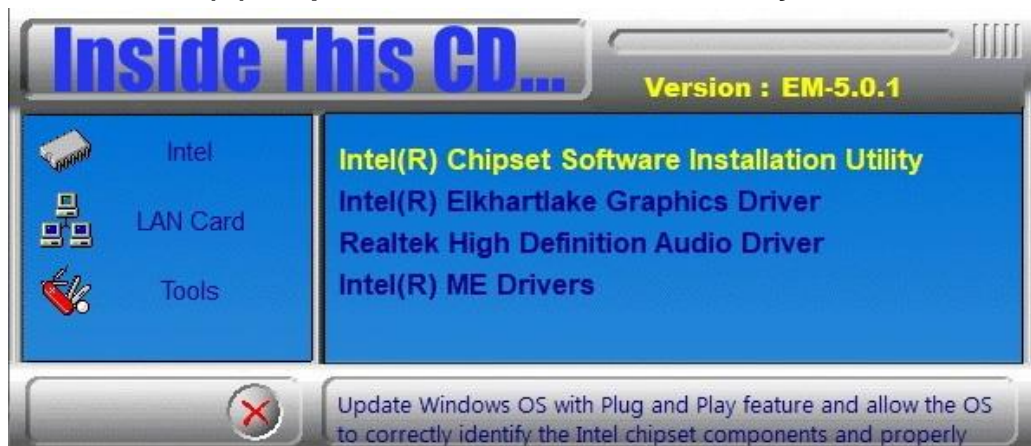 Inside This CD...
Version : EM-5.0.1
Intel
LAN Card
Tools
Intel(R) Chipset Software Installation Utility
Intel(R) Elkhartlake Graphics Driver
Realtek High Definition Audio Driver
Intel(R) ME Drivers
Update Windows OS with Plug and Play feature and allow the OS
to correctly identify the Intel chipset components and properly